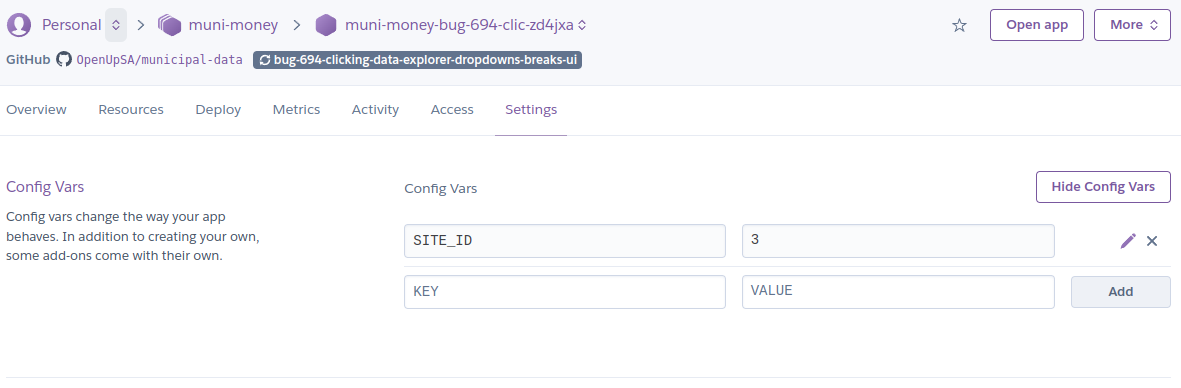 Personal muni-money muni-money-bug-694-clic-zd4jxa Open app More
GitHub OpenUpSA/municipal-data bug-694-clicking-data-explorer-dropdowns-breaks-ui
Overview Resources Deploy Metrics Activity Access Settings
Config Vars
Config vars change the way your app
behaves. In addition to creating your own,
some add-ons come with their own.
Config Vars Hide Config Vars
SITE_ID 3
KEY VALUE Add